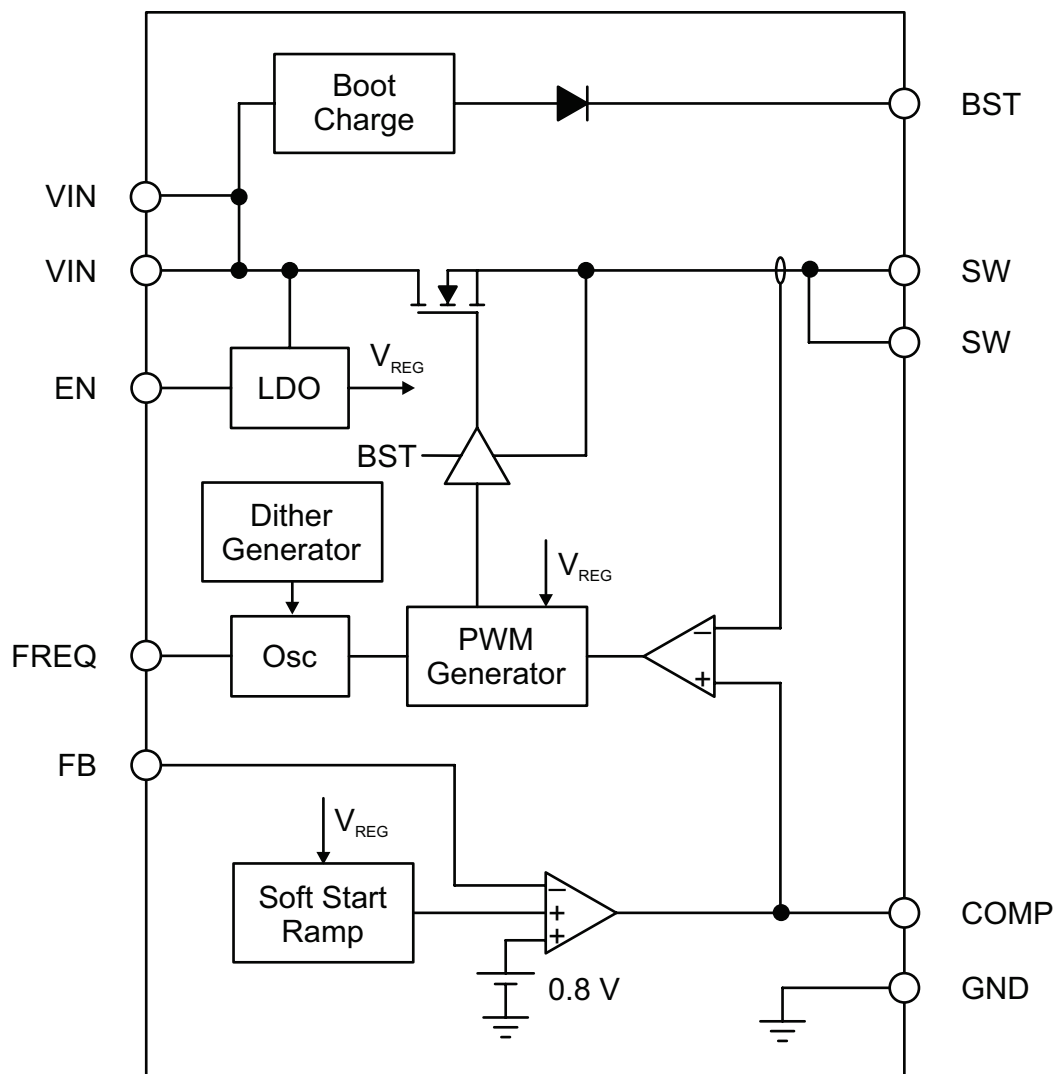 Boot
Charge
BST
VIN
VIN
SW
SW
EN
LDO
VREG
BST
Dither
Generator
VREG
FREQ
Osc
PWM
Generator
−
+
FB
VREG
Soft Start
Ramp
−
+
+
COMP
0.8 V
GND